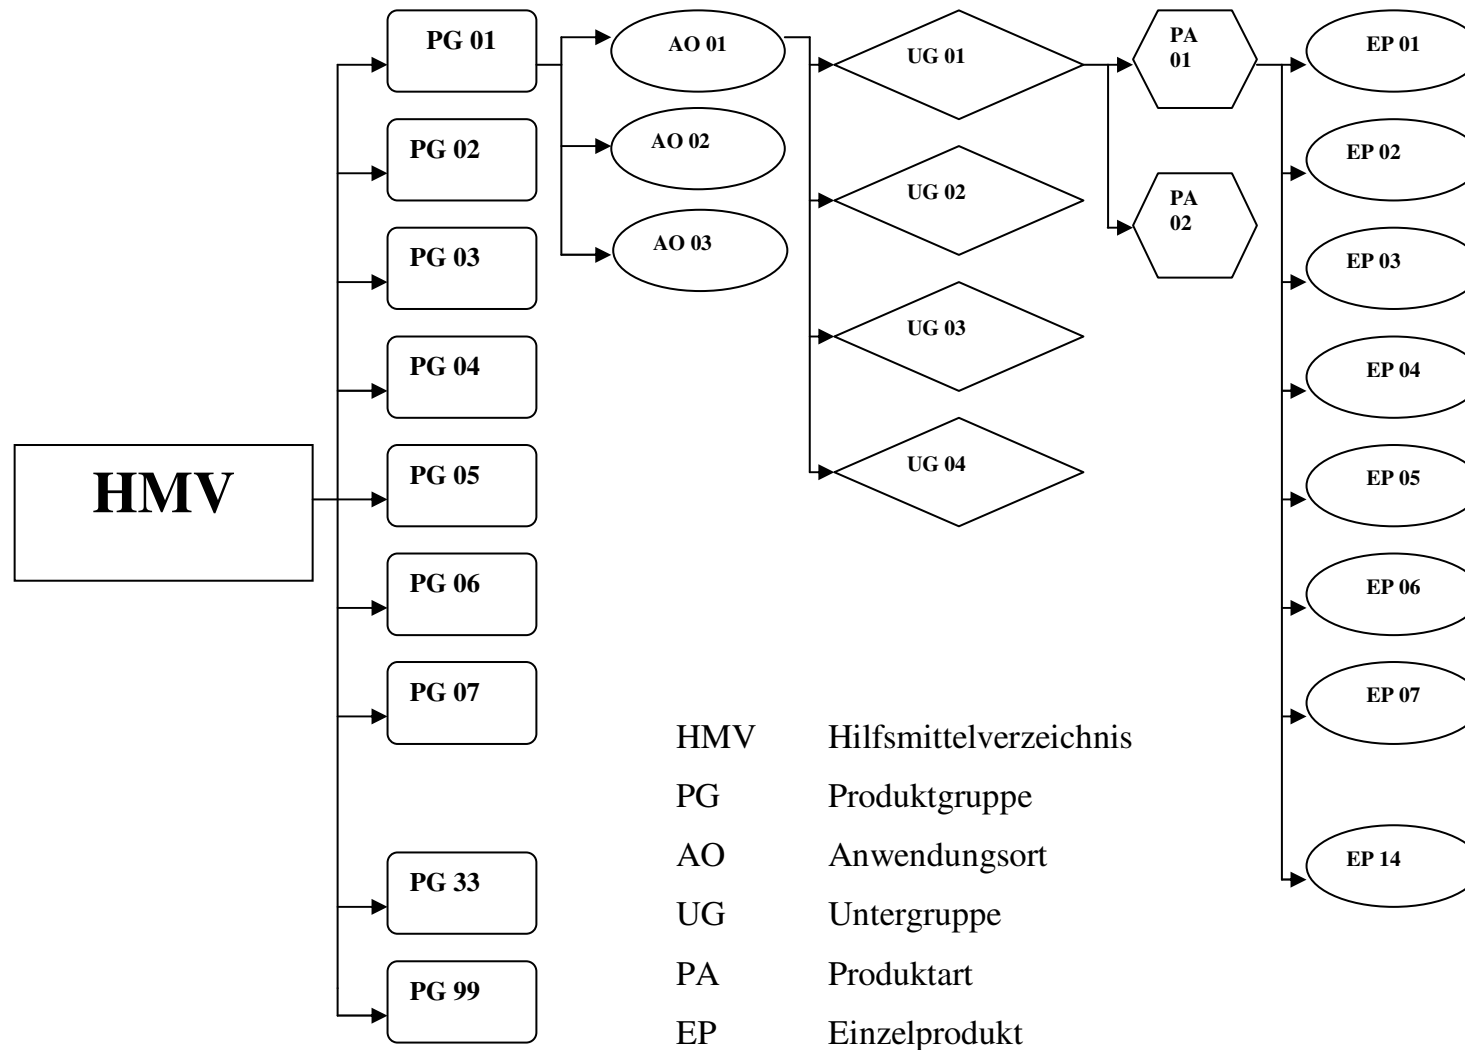 HMV
PG 01
PG 02
PG 03
PG 04
PG 05
PG 06
PG 07
PG 33
PG 99
AO 01
AO 02
AO 03
UG 01
UG 02
UG 03
UG 04
PA
01
PA
02
EP 01
EP 02
EP 03
EP 04
EP 05
EP 06
EP 07
EP 14
HMV Hilfsmittelverzeichnis
PG Produktgruppe
AO Anwendungsort
UG Untergruppe
PA Produktart
EP Einzelprodukt